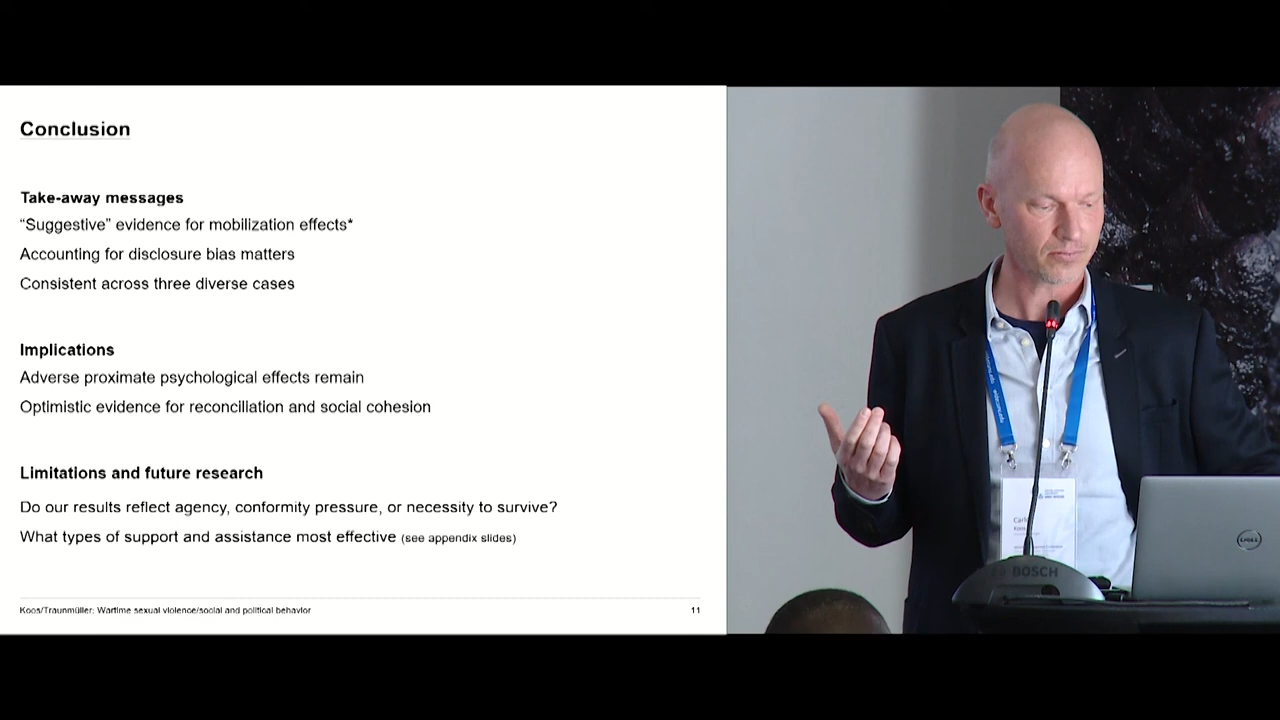 Conclusion
Take-away messages
“Suggestive” evidence for mobilization effects*
Accounting for disclosure bias matters
Consistent across three diverse cases
Implications
Adverse proximate psychological effects remain
Optimistic evidence for reconciliation and social cohesion
Limitations and future research
Do our results reflect agency, conformity pressure, or necessity to survive?
What types of support and assistance most effective (see appendix slides)
Koos/Traunmüller: Wartime sexual violence/social and political behavior
11
BOSCH
DELL